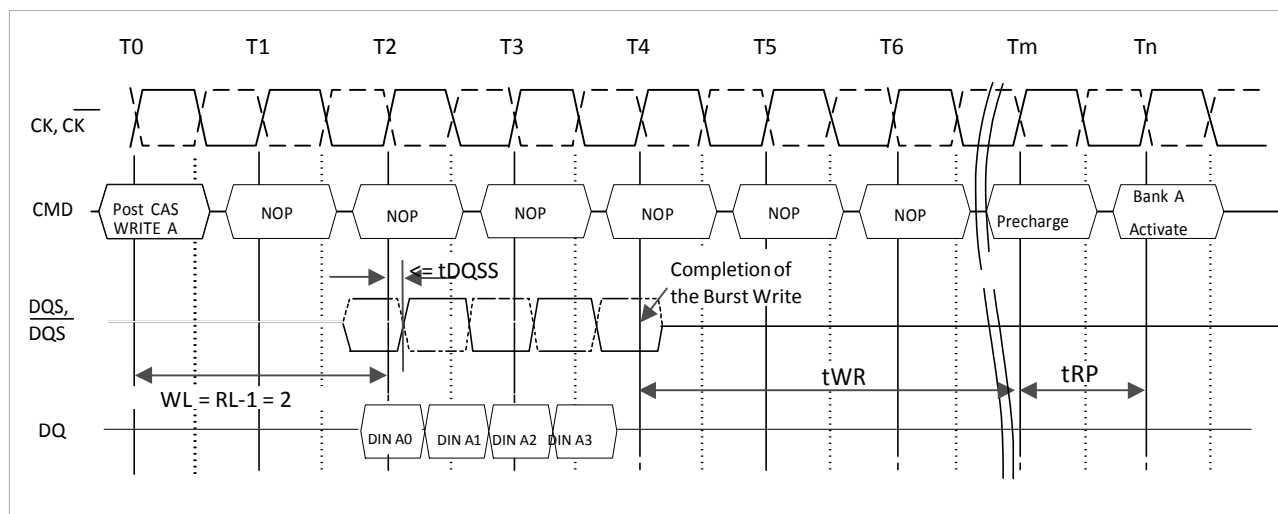 T0 T1 T2 T3 T4 T5 T6 Tm Tn
CK, CK
CMD
Post CAS
WRITE A
NOP NOP NOP NOP NOP NOP
Precharge
Bank A
Activate
<= tDQSS
Completion of
the Burst Write
DQS,
DQS
WL = RL-1 = 2
tWR
tRP
DQ
DIN A0 DIN A1 DIN A2 DIN A3